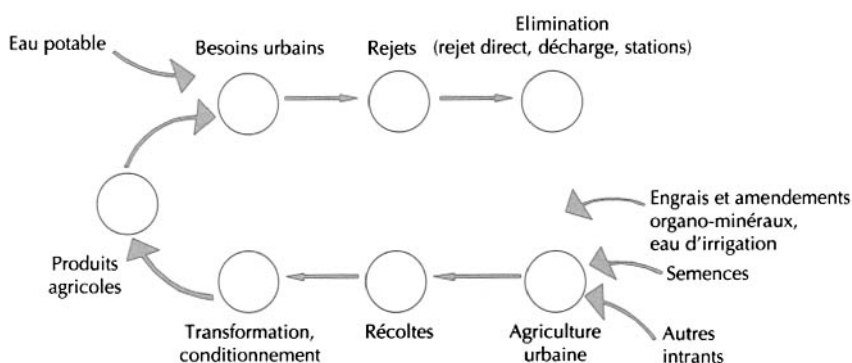 Elimination
Eau potable
Besoins urbains
Rejets
(rejet direct, décharge, stations)
Engrais et amendements
organo-minéraux,
eau d'irrigation
Produits
agricoles
Semences
Transformation,
conditionnement
Récoltes
Agriculture
urbaine
Autres
intrants